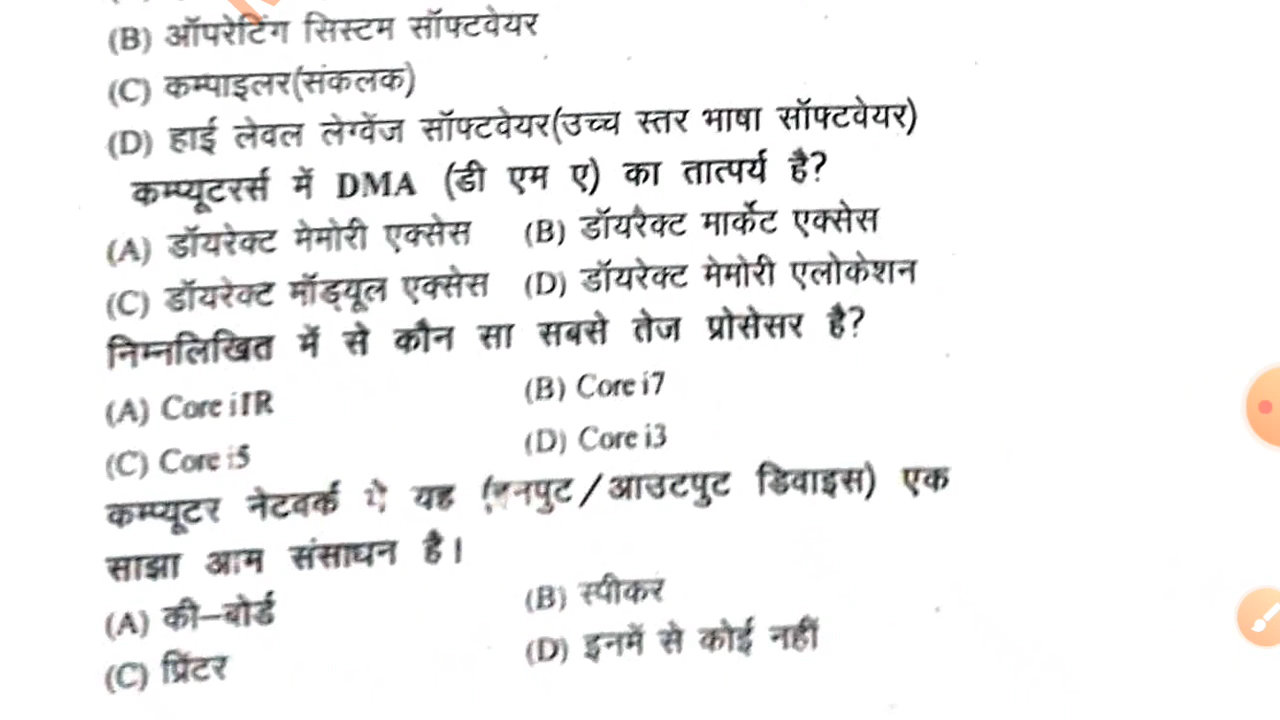 (B) ऑपरेटिंग सिस्टम सॉफ्टवेयर
(C) कम्पाइलर(संकलक)
(D) हाई लेवल लेग्वेंज सॉफ्टवेयर(उच्च स्तर भाषा सॉफ्टवेयर)
कम्प्यूटरर्स में DMA (डी एम ए) का तात्पर्य है?
(A) डॉयरेक्ट मेमोरी एक्सेस (B) डॉयरैक्ट मार्केट एक्सेस
(C) डॉयरेक्ट मॉड्यूल एक्सेस (D) डॉयरेक्ट मेमोरी एलोकेशन
निम्नलिखित में से कौन सा सबसे तेज प्रोसेसर है?
(A) Core (B) Core i7
(C) Core i5 (D) Core i3
कम्प्यूटर नेटवर्क यह (इनपुट/आउटपुट डिवाइस) एक
साझा आम संसाधन है।
(A) की–बोर्ड (B) स्पीकर
(C) प्रिंटर (D) इनमें से कोई नहीं